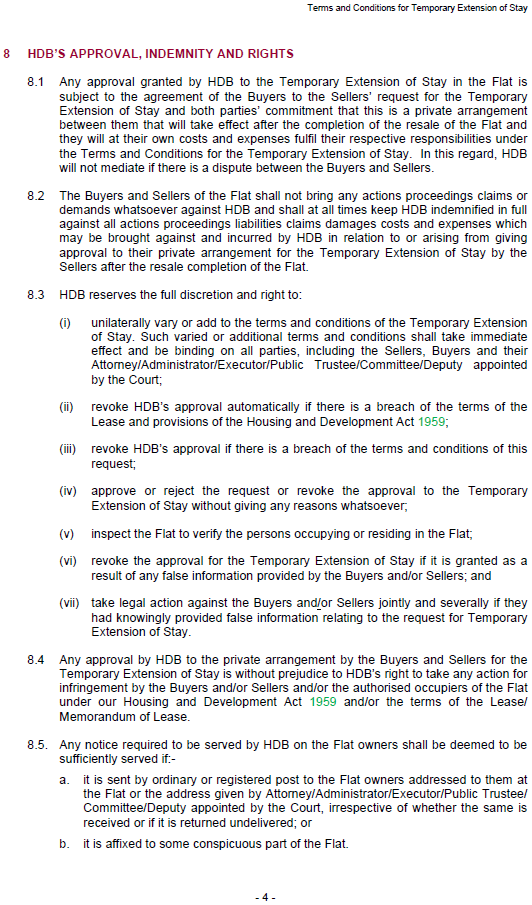 Terms and Conditions for Temporary Extension of Stay
8 HDB'S APPROVAL, INDEMNITY AND RIGHTS
8.1 Any approval granted by HDB to the Temporary Extension of Stay in the Flat is
subject to the agreement of the Buyers to the Sellers' request for the Temporary
Extension of Stay and both parties' commitment that this is a private arrangement
between them that will take effect after the completion of the resale of the Flat and
they will at their own costs and expenses fulfil their respective responsibilities under
the Terms and Conditions for the Temporary Extension of Stay. In this regard, HDB
will not mediate if there is a dispute between the Buyers and Sellers.
8.2 The Buyers and Sellers of the Flat shall not bring any actions proceedings claims or
demands whatsoever against HDB and shall at all times keep HDB indemnified in full
against all actions proceedings liabilities claims damages costs and expenses which
may be brought against and incurred by HDB in relation to or arising from giving
approval to their private arrangement for the Temporary Extension of Stay by the
Sellers after the resale completion of the Flat.
8.3 HDB reserves the full discretion and right to:
(i) unilaterally vary or add to the terms and conditions of the Temporary Extension
of Stay. Such varied or additional terms and conditions shall take immediate
effect and be binding on all parties, including the Sellers, Buyers and their
Attorney/Administrator/Executor/Public Trustee/Committee/Deputy appointed
by the Court;
(ii) revoke HDB's approval automatically if there is a breach of the terms of the
Lease and provisions of the Housing and Development Act 1959;
(iii) revoke HDB's approval if there is a breach of the terms and conditions of this
request;
(iv) approve or reject the request or revoke the approval to the Temporary
Extension of Stay without giving any reasons whatsoever;
(v) inspect the Flat to verify the persons occupying or residing in the Flat;
(vi) revoke the approval for the Temporary Extension of Stay if it is granted as a
result of any false information provided by the Buyers and/or Sellers; and
(vii) take legal action against the Buyers and/or Sellers jointly and severally if they
had knowingly provided false information relating to the request for Temporary
Extension of Stay.
8.4 Any approval by HDB to the private arrangement by the Buyers and Sellers for the
Temporary Extension of Stay is without prejudice to HDB's right to take any action for
infringement by the Buyers and/or Sellers and/or the authorised occupiers of the Flat
under our Housing and Development Act 1959 and/or the terms of the Lease/
Memorandum of Lease.
8.5. Any notice required to be served by HDB on the Flat owners shall be deemed to be
sufficiently served if:-
a. it is sent by ordinary or registered post to the Flat owners addressed to them at
the Flat or the address given by Attorney/Administrator/Executor/Public Trustee/
Committee/Deputy appointed by the Court, irrespective of whether the same is
received or if it is returned undelivered; or
b. it is affixed to some conspicuous part of the Flat.
- 4 -